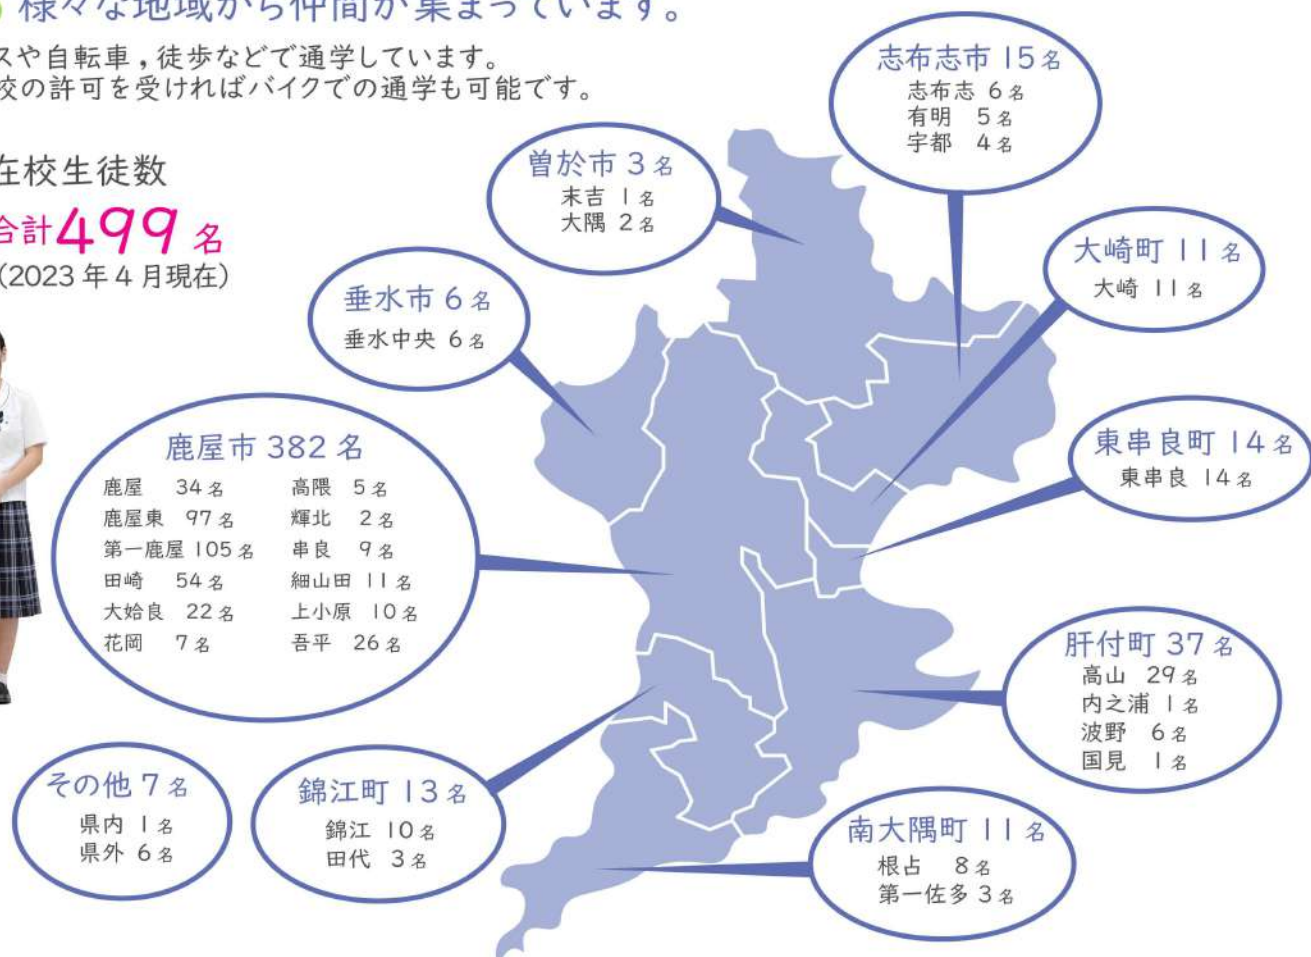 様々な地域から仲間が集まっています。
スや自転車，徒歩などで通学しています。
校の許可を受ければバイクでの通学も可能です。
在校生徒数
合計499名
（2023年4月現在）
志布志市 15名
志布志 6名
有明 5名
宇都 4名
曽於市 3名
末吉 1名
大隅 2名
大崎町 11名
大崎 11名
垂水市 6名
垂水中央 6名
東串良町 14名
東串良 14名
鹿屋市 382名
鹿屋 34名
鹿屋東 97名
第一鹿屋 105名
田崎 54名
大姶良 22名
花岡 7名
高隈 5名
輝北 2名
串良 9名
細山田 11名
上小原 10名
吾平 26名
肝付町 37名
高山 29名
内之浦 1名
波野 6名
国見 1名
その他 7名
県内 1名
県外 6名
錦江町 13名
錦江 10名
田代 3名
南大隅町 11名
根占 8名
第一佐多 3名